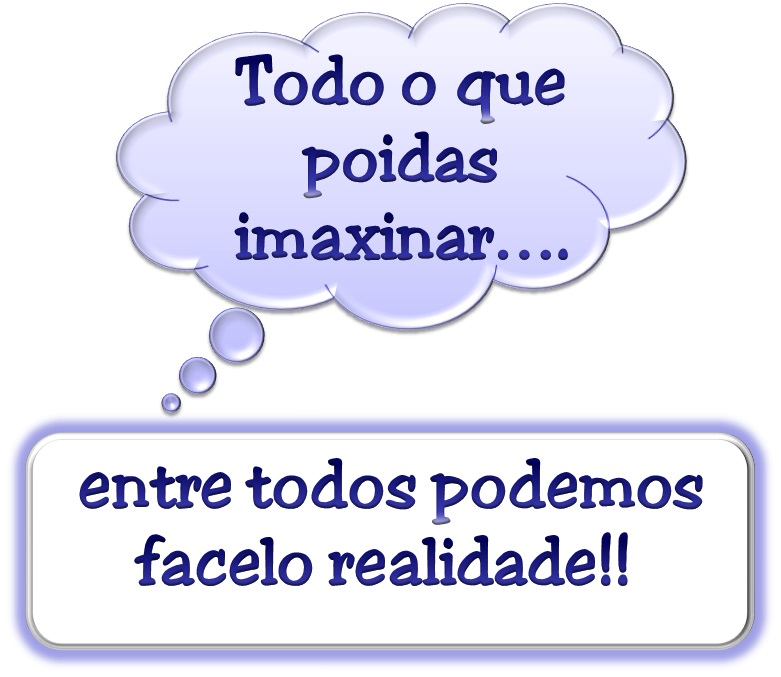 Todo o que
poidas
imaxinar....
entre todos podemos
facelo realidade!!